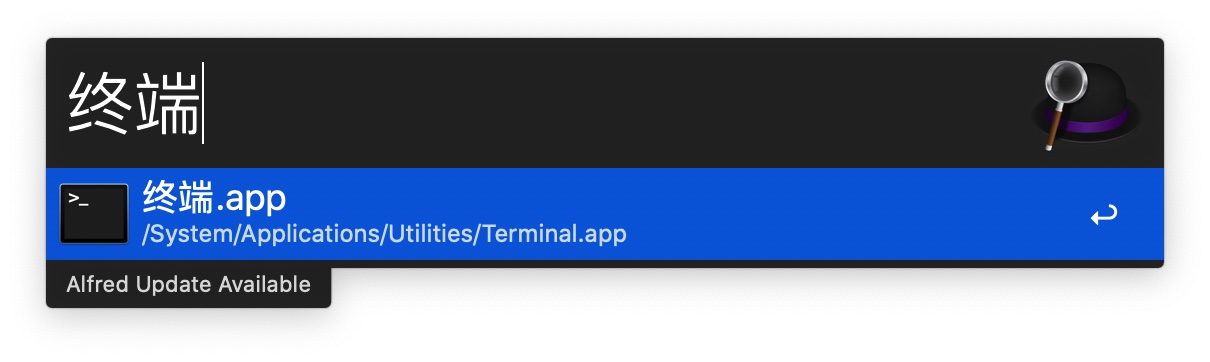 终端
>_
终端.app
/System/Applications/Utilities/Terminal.app
Alfred Update Available